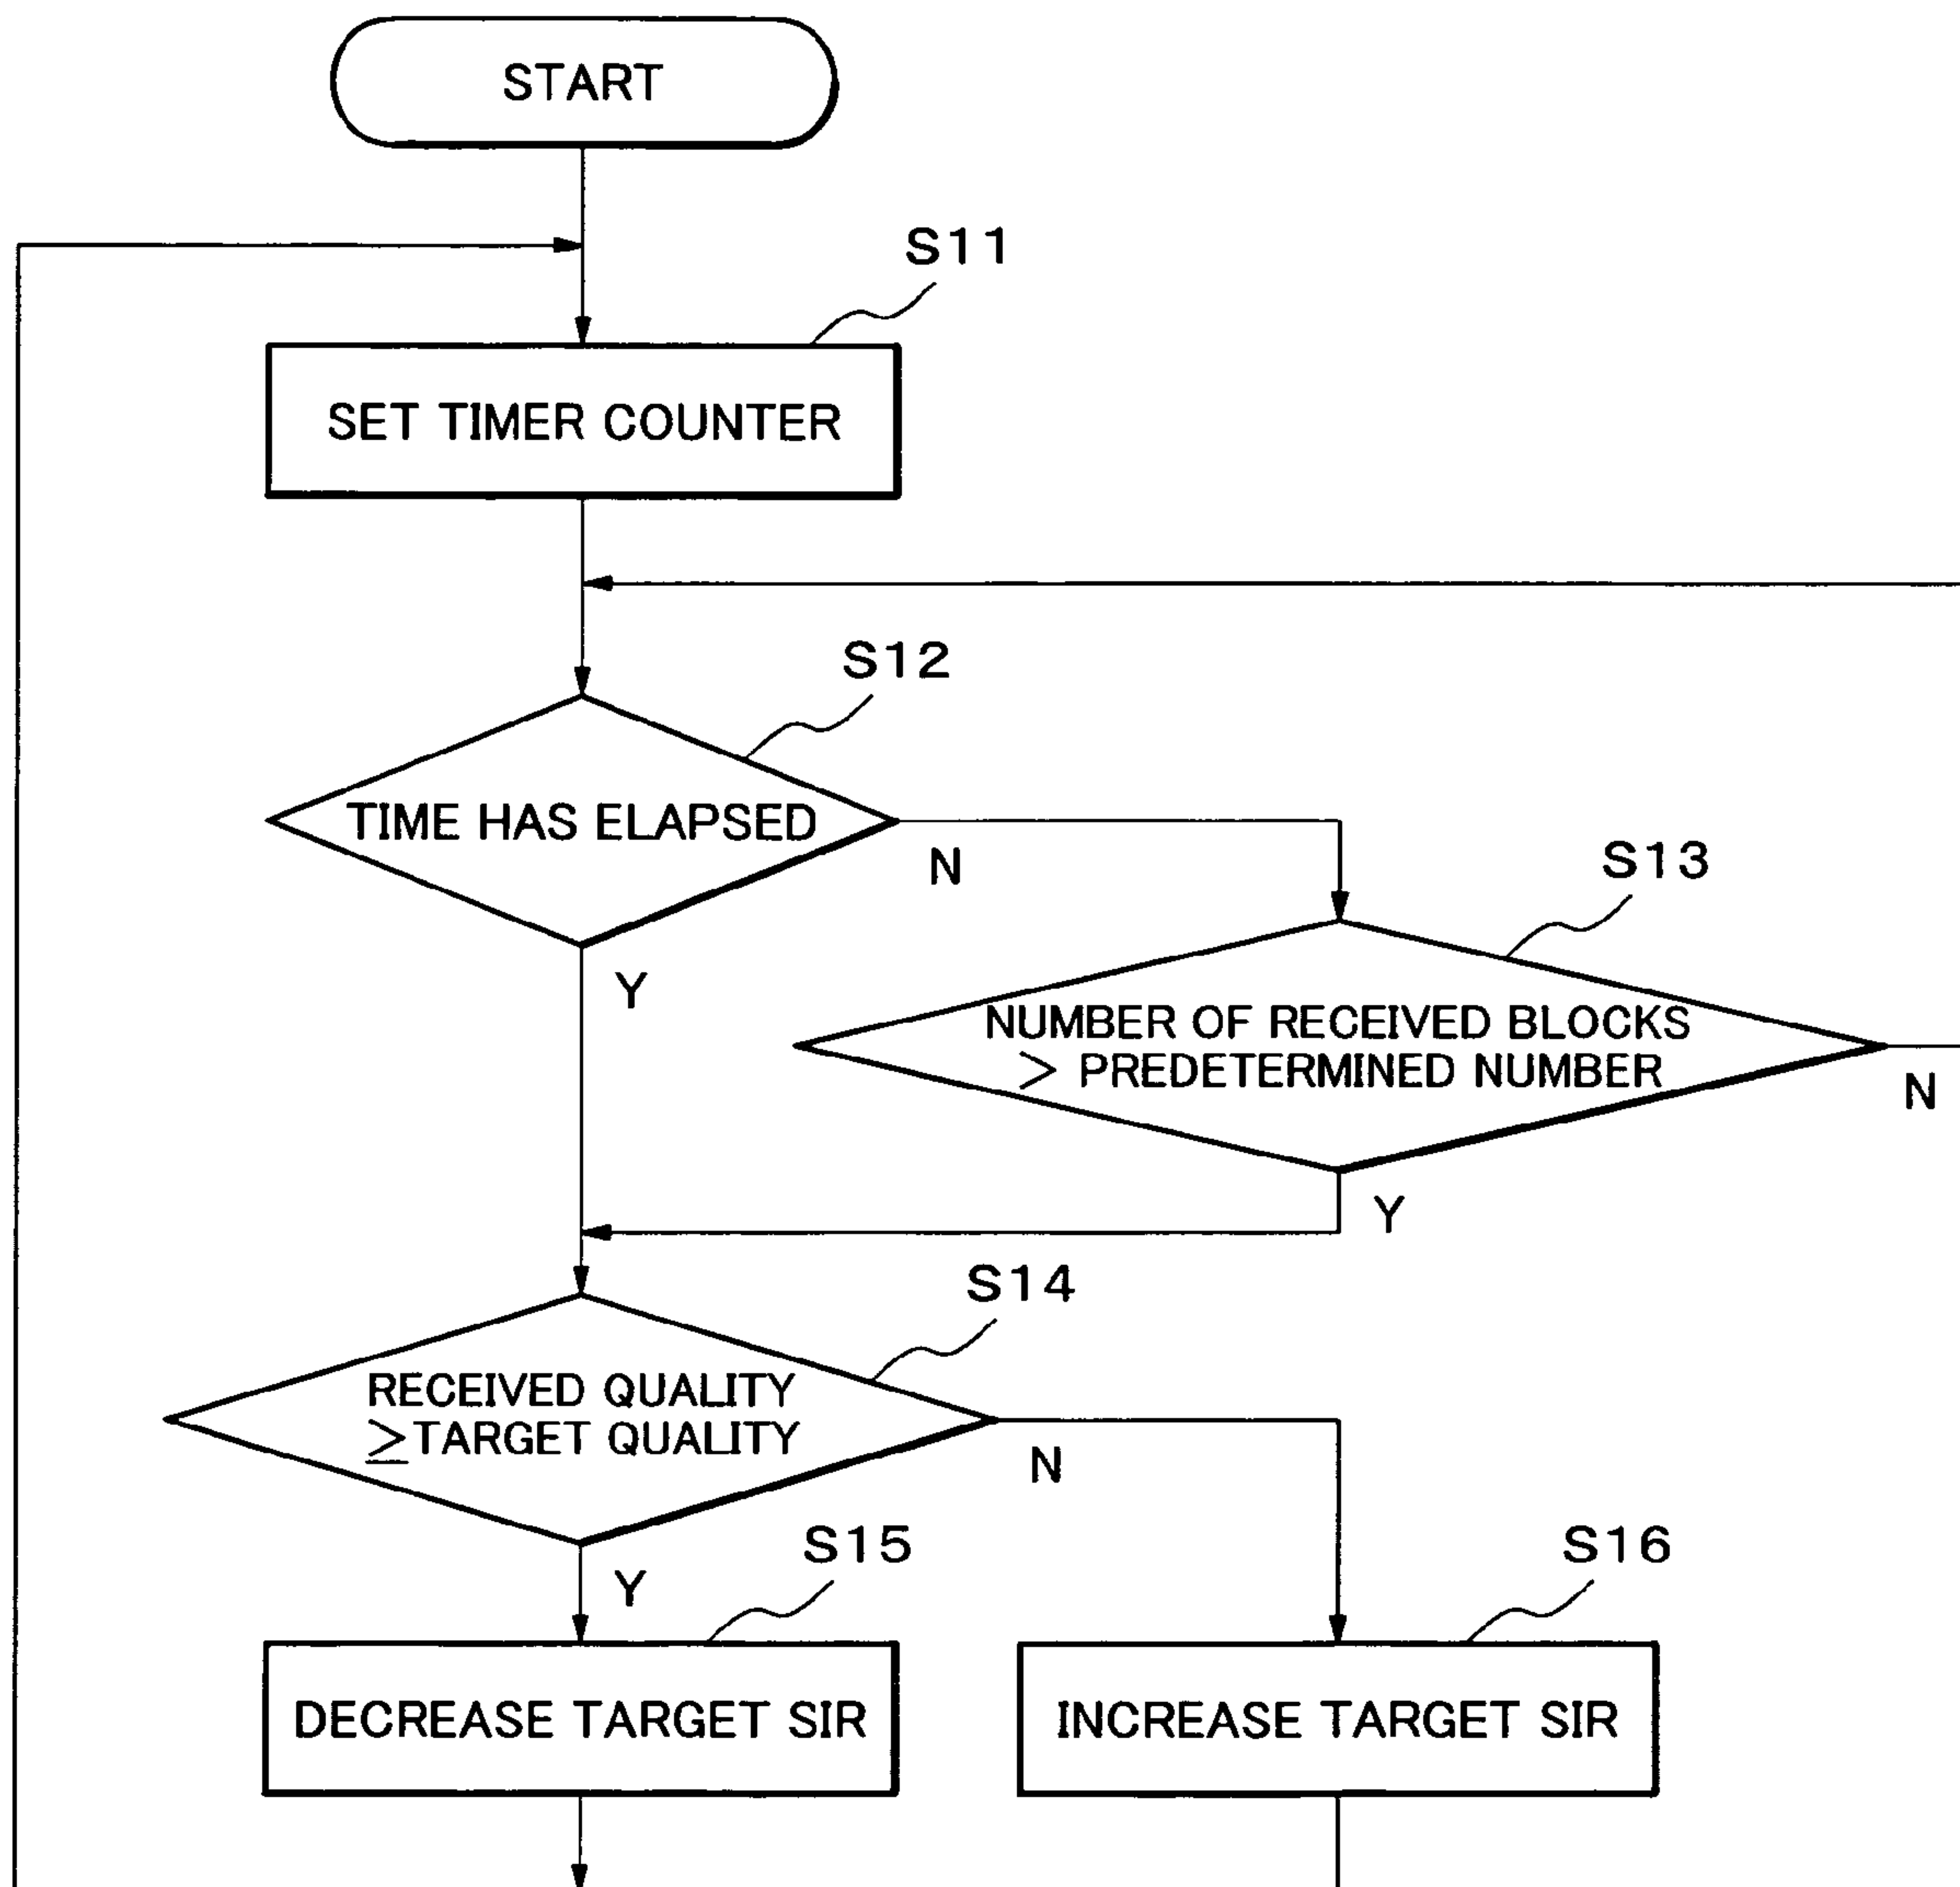 START
S11
SET TIMER COUNTER
S12
TIME HAS ELAPSED
N
Y
S13
NUMBER OF RECEIVED BLOCKS
> PREDETERMINED NUMBER
N
Y
S14
RECEIVED QUALITY
≥TARGET QUALITY
N
Y
S15
DECREASE TARGET SIR
S16
INCREASE TARGET SIR